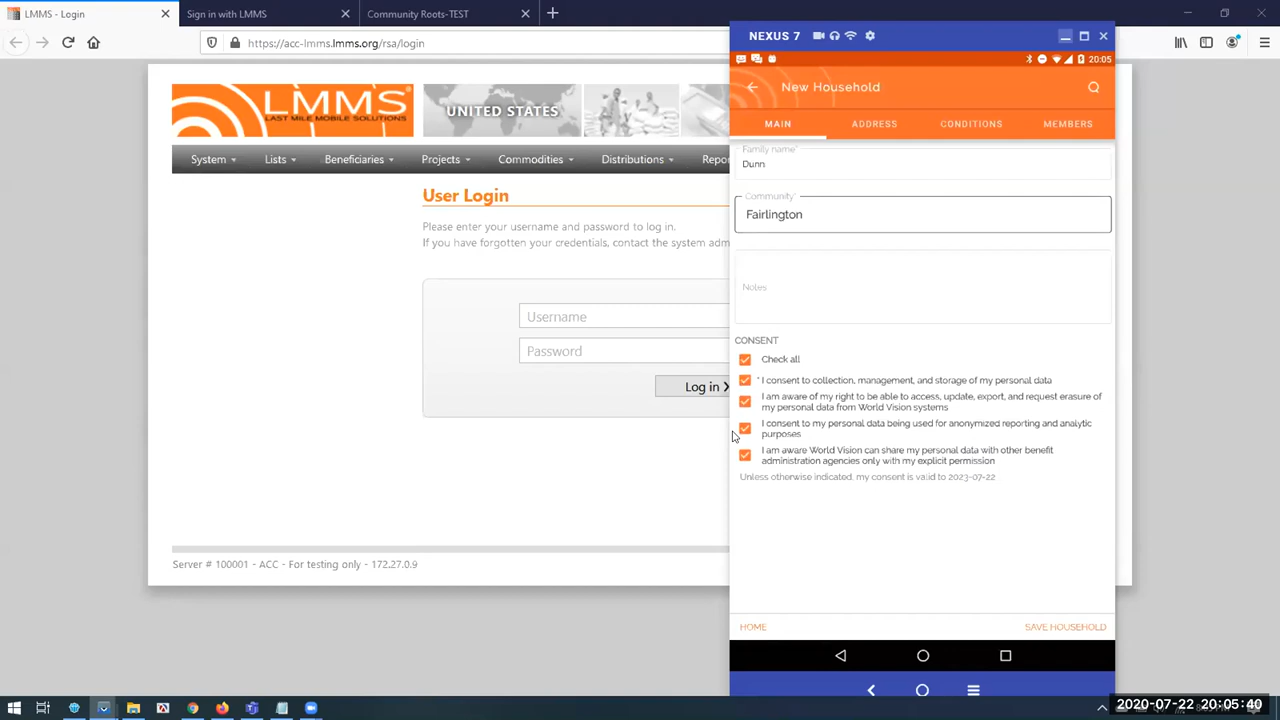 LMMS - Login
Sign in with LMMS
Community Roots-TEST
https://acc-lmms.lmms.org/rsa/login
LMMS
LAST MILE MOBILE SOLUTIONS
UNITED STATES
System
Lists
Beneficiaries
Projects
Commodities
Distributions
Repor
User Login
Please enter your username and password to log in.
If you have forgotten your credentials, contact the system adm
Username
Password
Log in
Server # 100001 - ACC - For testing only - 172.27.0.9
NEXUS 7
20:05
New Household
MAIN
ADDRESS
CONDITIONS
MEMBERS
Family name*
Dunn
Community*
Fairlington
Notes
CONSENT
Check all
* I consent to collection, management, and storage of my personal data
I am aware of my right to be able to access, update, export, and request erasure of
my personal data from World Vision systems
I consent to my personal data being used for anonymized reporting and analytic
purposes
I am aware World Vision can share my personal data with other benefit
administration agencies only with my explicit permission
Unless otherwise indicated, my consent is valid to 2023-07-22
HOME
SAVE HOUSEHOLD
2020-07-22 20:05:40